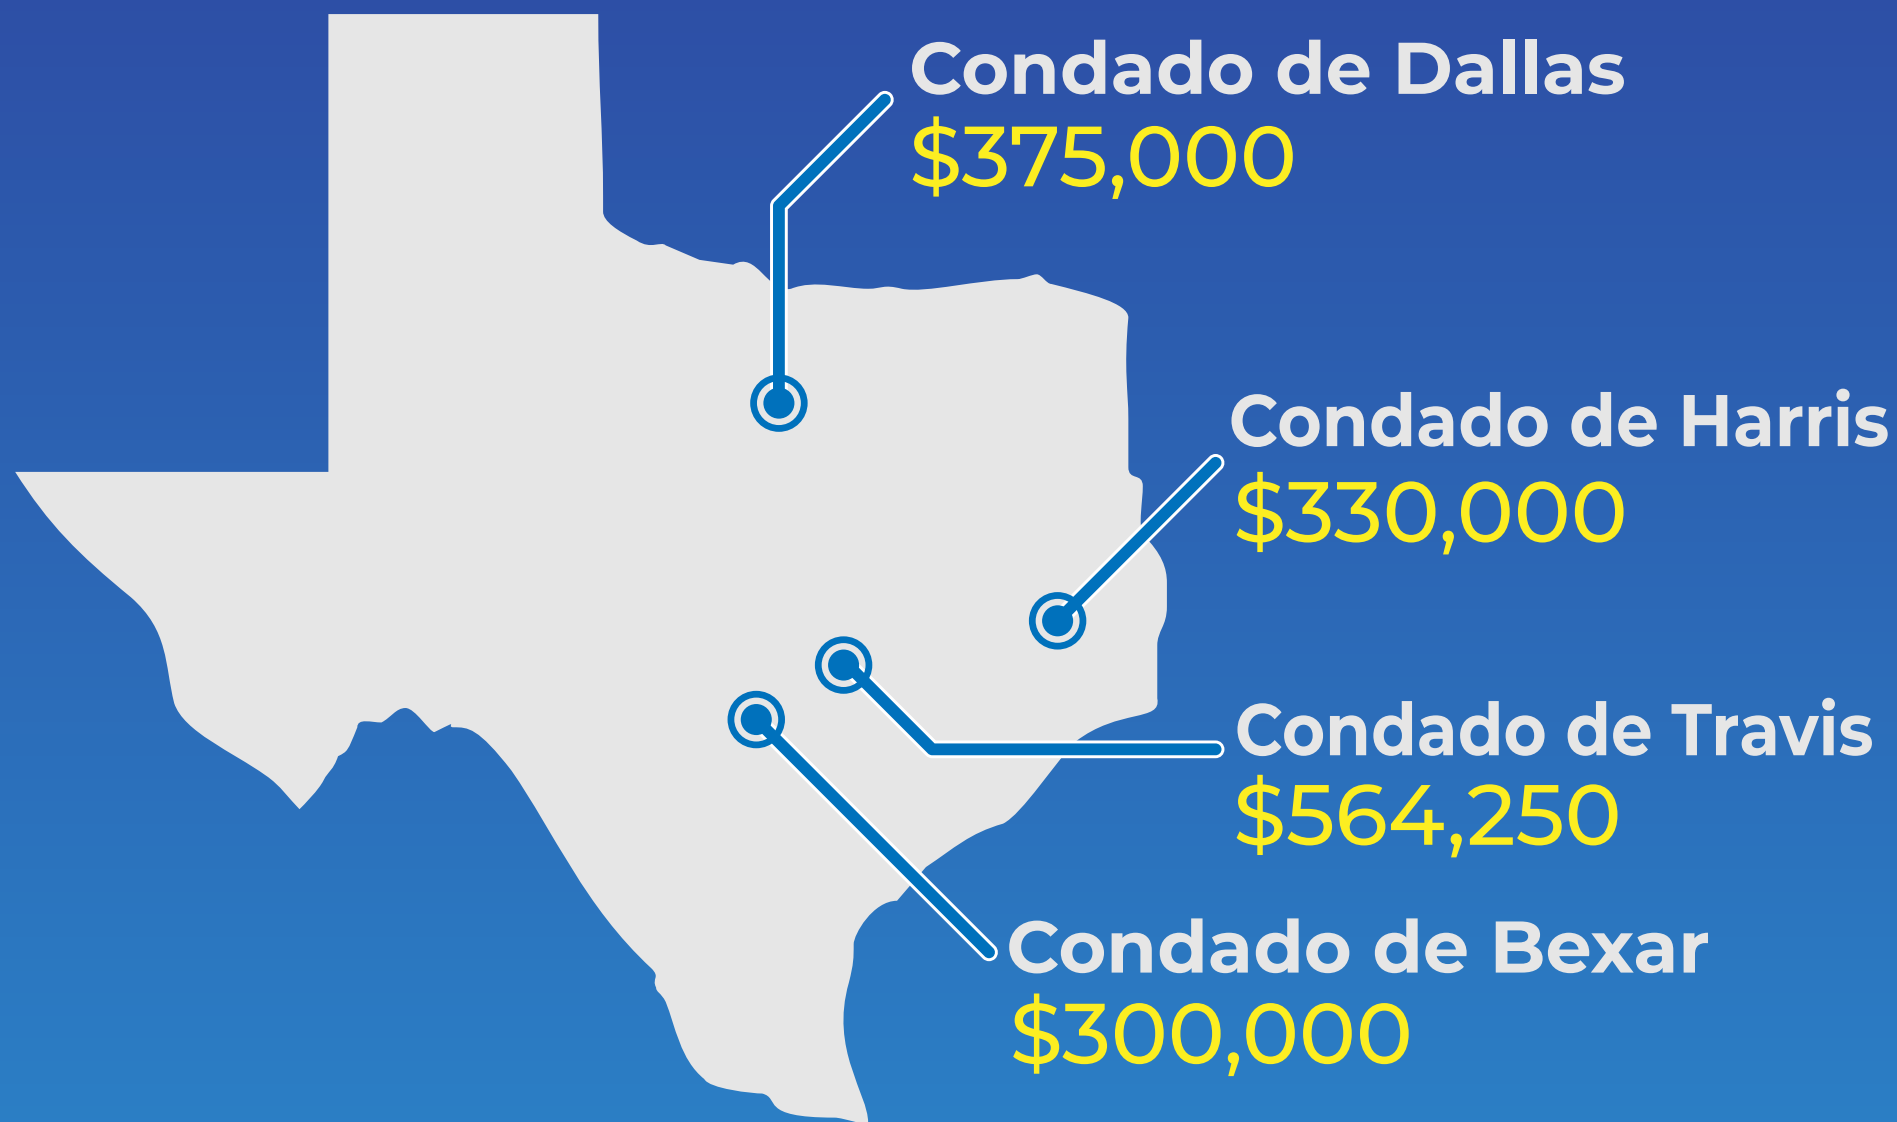 Condado de Dallas
$375,000
Condado de Harris
$330,000
Condado de Travis
$564,250
Condado de Bexar
$300,000